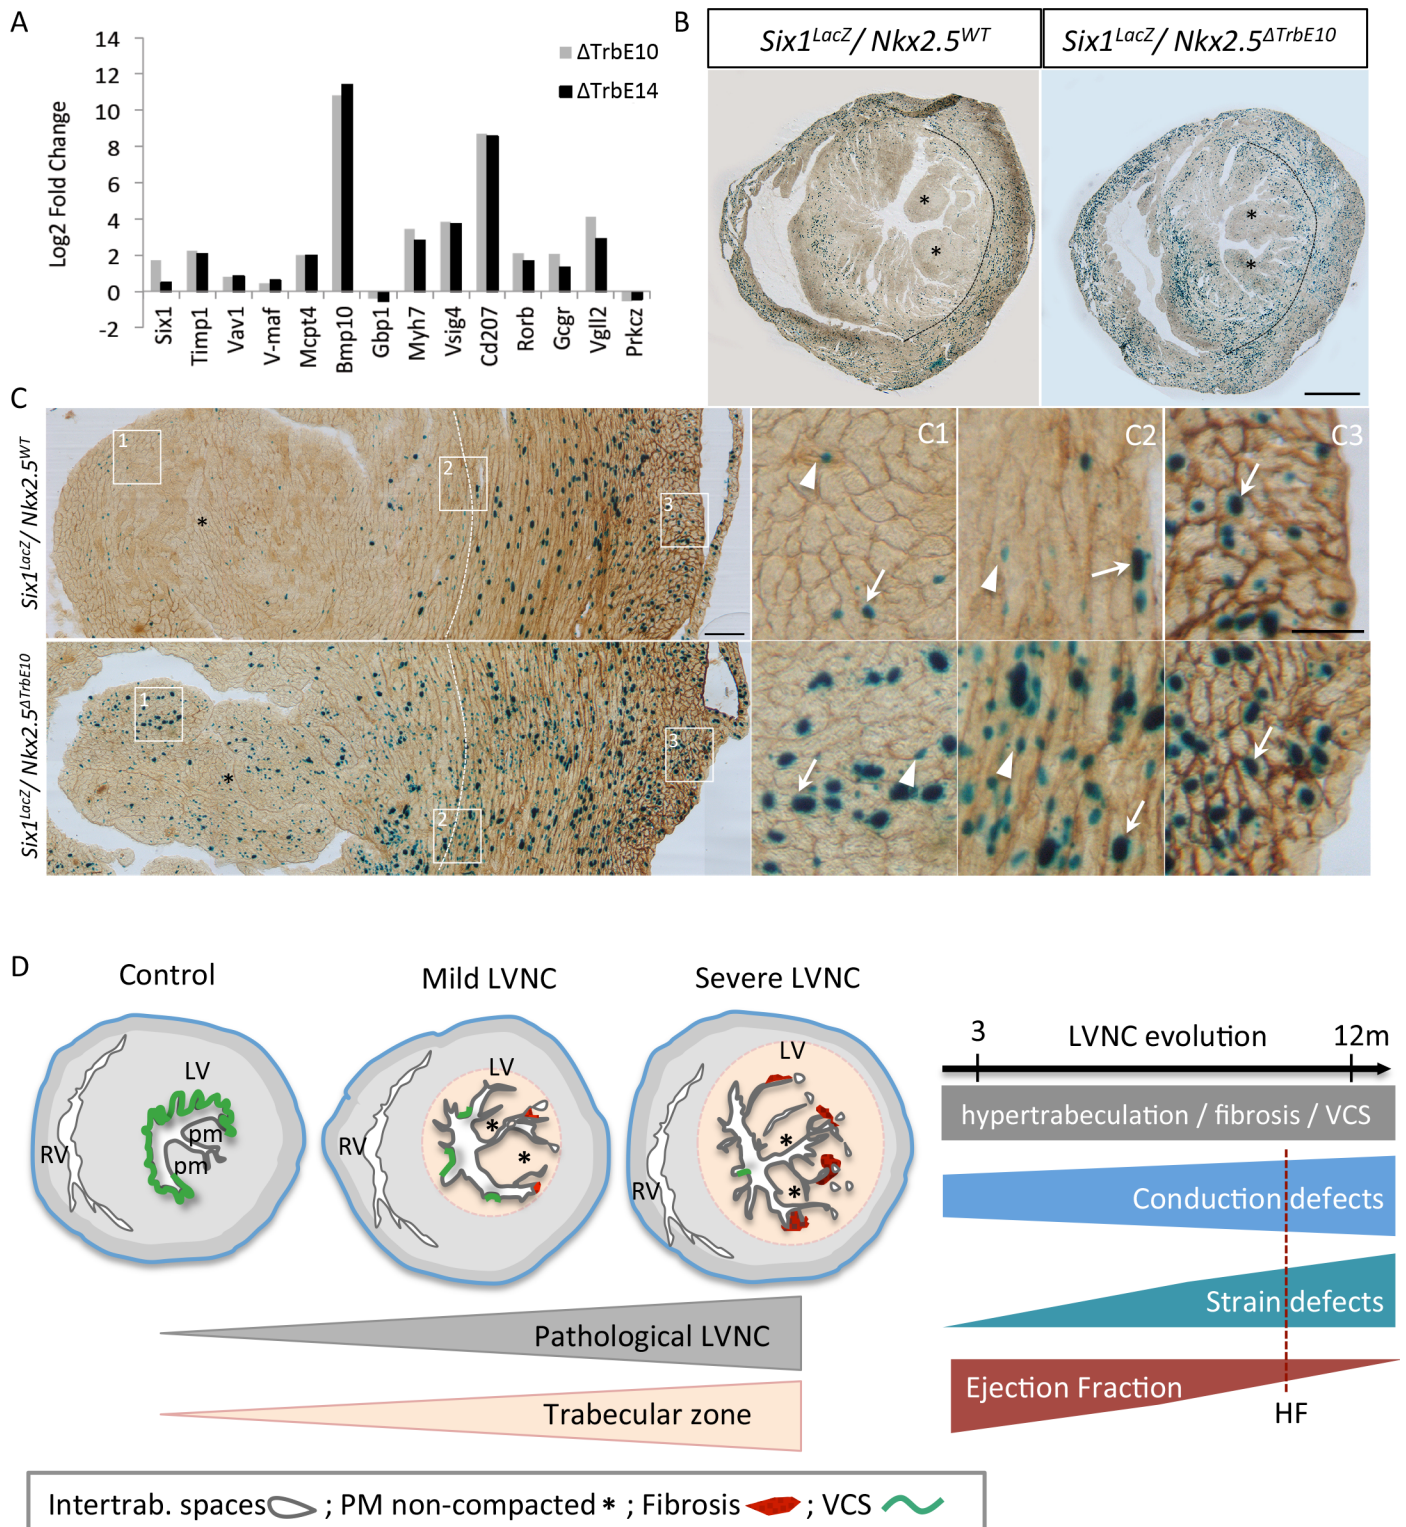 A
14
12
10
8
6
4
2
0
-2
Log2 Fold Change
ΔTrbE10
ΔTrbE14
Six1
Timp1
Vav1
V-maf
Mcpt4
Bmp10
Gbp1
Myh7
Vsig4
Cd207
Rorb
Gcgr
Vgll2
Prkcz
B
Six1LacZ/ Nkx2.5WT
Six1LacZ/ Nkx2.5ΔTrbE10
*
*
*
*
C
Six1LacZ/ Nkx2.5WT
1
2
3
*
C1
C2
C3
Six1LacZ/ Nkx2.5ΔTrbE10
1
2
3
*
D
Control
Mild LVNC
Severe LVNC
LV
RV
pm
pm
LV
RV
*
*
LV
RV
*
*
Pathological LVNC
Trabecular zone
3
LVNC evolution
12m
hypertrabeculation / fibrosis / VCS
Conduction defects
Strain defects
Ejection Fraction
HF
Intertrab. spaces ; PM non-compacted * ; Fibrosis ; VCS